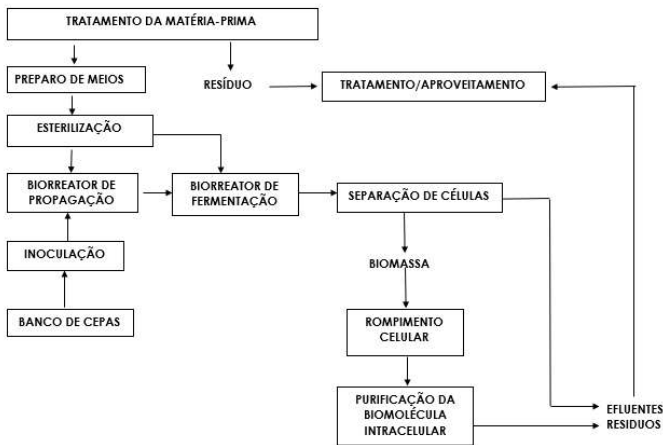 TRATAMENTO DA MATÉRIA-PRIMA
PREPARO DE MEIOS
RESÍDUO
TRATAMENTO/APROVEITAMENTO
ESTERILIZAÇÃO
BIORREATOR DE
PROPAGAÇÃO
BIORREATOR DE
FERMENTAÇÃO
SEPARAÇÃO DE CÉLULAS
INOCULAÇÃO
BIOMASSA
BANCO DE CEPAS
ROMPIMENTO
CELULAR
PURIFICAÇÃO DA
BIOMOLÉCULA
INTRACELULAR
EFLUENTES
RESIDUOS